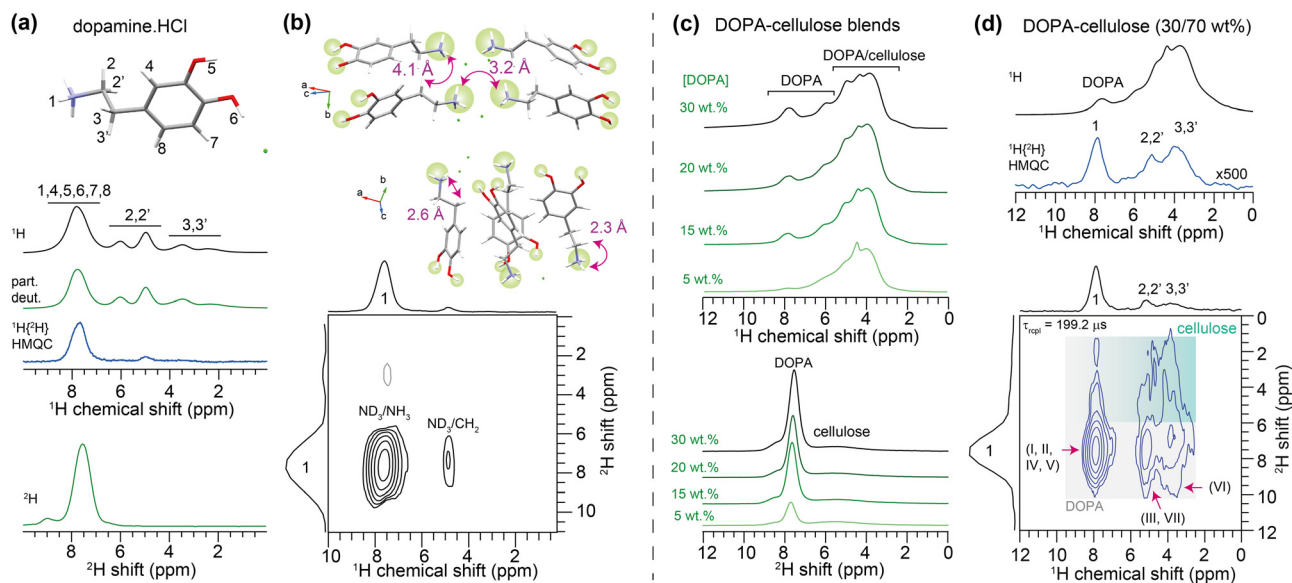 (a) dopamine.HCl
2
4
5
2'
1
3
6
3'
7
8
1,4,5,6,7,8
2,2'
3,3'
¹H
part.
deut.
¹H{²H}
HMQC
8 6 4 2
¹H chemical shift (ppm)
²H
8 6 4 2
²H shift (ppm)
(b)
4.1 Å
3.2 Å
a
c
b
b
a
c
2.6 Å
2.3 Å
1
ND₃/NH₃
ND₃/CH₂
1
2
4
6
8
10
²H shift (ppm)
10 8 6 4 2
¹H chemical shift (ppm)
(c) DOPA-cellulose blends
DOPA/cellulose
[DOPA]
DOPA
30 wt.%
20 wt.%
15 wt.%
5 wt.%
12 10 8 6 4 2 0
¹H chemical shift (ppm)
DOPA
30 wt.%
cellulose
20 wt.%
15 wt.%
5 wt.%
12 10 8 6 4 2 0
²H shift (ppm)
(d) DOPA-cellulose (30/70 wt%)
¹H
DOPA
1
2,2'
3,3'
¹H{²H}
HMQC
x500
12 10 8 6 4 2 0
¹H chemical shift (ppm)
1
2,2' 3,3'
τrcpl = 199.2 µs
cellulose
1
(I, II,
IV, V)
(VI)
DOPA
(III, VII)
0
2
4
6
8
10
12
²H shift (ppm)
12 10 8 6 4 2 0
¹H chemical shift (ppm)